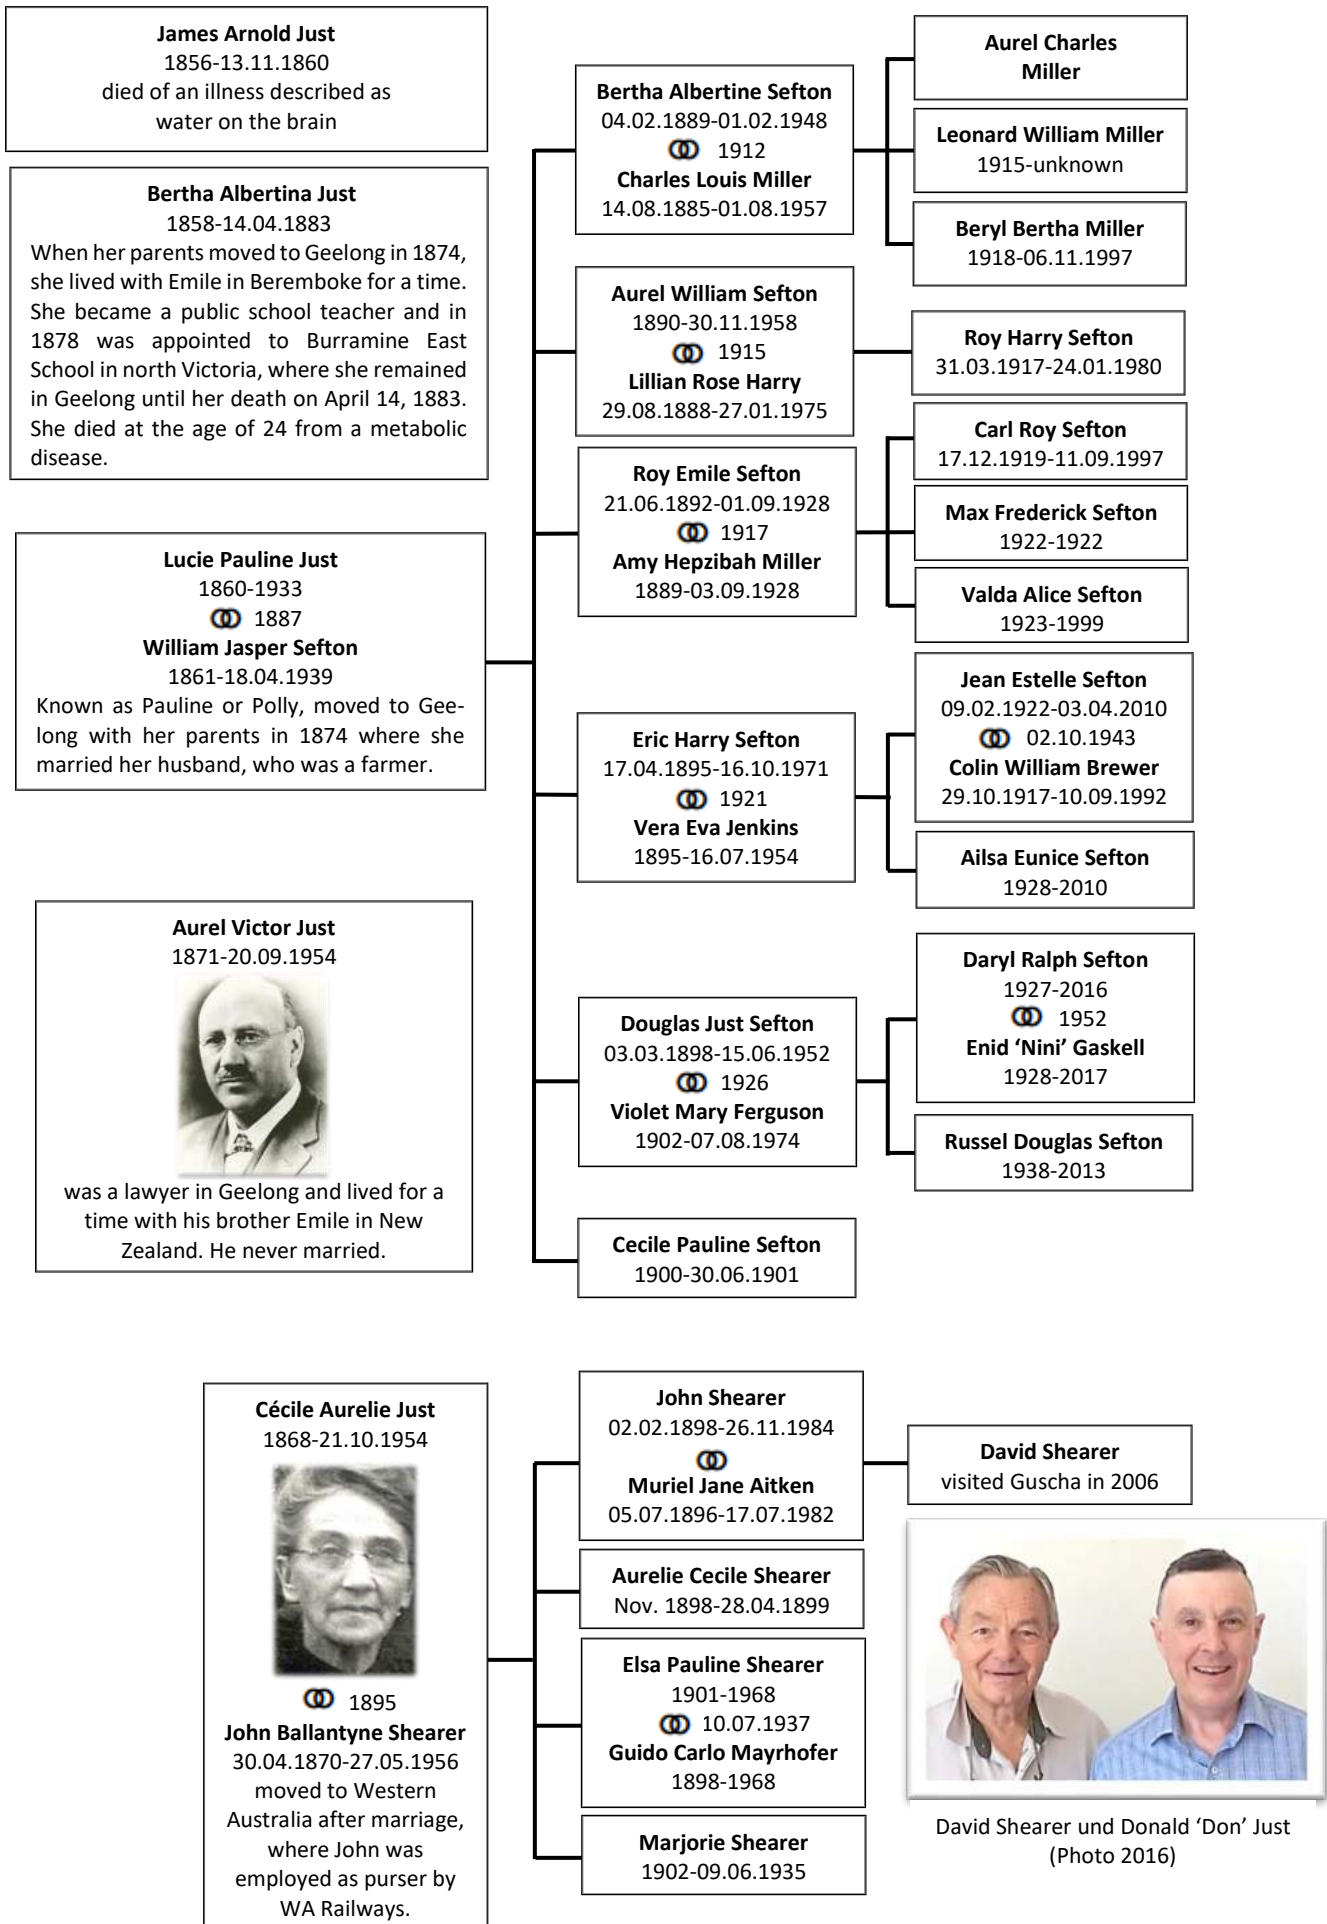 James Arnold Just
1856-13.11.1860
died of an illness described as
water on the brain
Bertha Albertina Just
1858-14.04.1883
When her parents moved to Geelong in 1874,
she lived with Emile in Beremboke for a time.
She became a public school teacher and in
1878 was appointed to Burramine East
School in north Victoria, where she remained
in Geelong until her death on April 14, 1883.
She died at the age of 24 from a metabolic
disease.
Lucie Pauline Just
1860-1933
1887
William Jasper Sefton
1861-18.04.1939
Known as Pauline or Polly, moved to Gee-
long with her parents in 1874 where she
married her husband, who was a farmer.
Bertha Albertine Sefton
04.02.1889-01.02.1948
1912
Charles Louis Miller
14.08.1885-01.08.1957
Aurel Charles
Miller
Leonard William Miller
1915-unknown
Beryl Bertha Miller
1918-06.11.1997
Aurel William Sefton
1890-30.11.1958
1915
Lillian Rose Harry
29.08.1888-27.01.1975
Roy Harry Sefton
31.03.1917-24.01.1980
Roy Emile Sefton
21.06.1892-01.09.1928
1917
Amy Hepzibah Miller
1889-03.09.1928
Carl Roy Sefton
17.12.1919-11.09.1997
Max Frederick Sefton
1922-1922
Valda Alice Sefton
1923-1999
Eric Harry Sefton
17.04.1895-16.10.1971
1921
Vera Eva Jenkins
1895-16.07.1954
Jean Estelle Sefton
09.02.1922-03.04.2010
02.10.1943
Colin William Brewer
29.10.1917-10.09.1992
Ailsa Eunice Sefton
1928-2010
Douglas Just Sefton
03.03.1898-15.06.1952
1926
Violet Mary Ferguson
1902-07.08.1974
Daryl Ralph Sefton
1927-2016
1952
Enid ‘Nini’ Gaskell
1928-2017
Russel Douglas Sefton
1938-2013
Cecile Pauline Sefton
1900-30.06.1901
Aurel Victor Just
1871-20.09.1954
was a lawyer in Geelong and lived for a
time with his brother Emile in New
Zealand. He never married.
Cécile Aurelie Just
1868-21.10.1954
1895
John Ballantyne Shearer
30.04.1870-27.05.1956
moved to Western
Australia after marriage,
where John was
employed as purser by
WA Railways.
John Shearer
02.02.1898-26.11.1984
Muriel Jane Aitken
05.07.1896-17.07.1982
David Shearer
visited Guscha in 2006
Aurelie Cecile Shearer
Nov. 1898-28.04.1899
Elsa Pauline Shearer
1901-1968
10.07.1937
Guido Carlo Mayrhofer
1898-1968
Marjorie Shearer
1902-09.06.1935
David Shearer und Donald ‘Don’ Just
(Photo 2016)